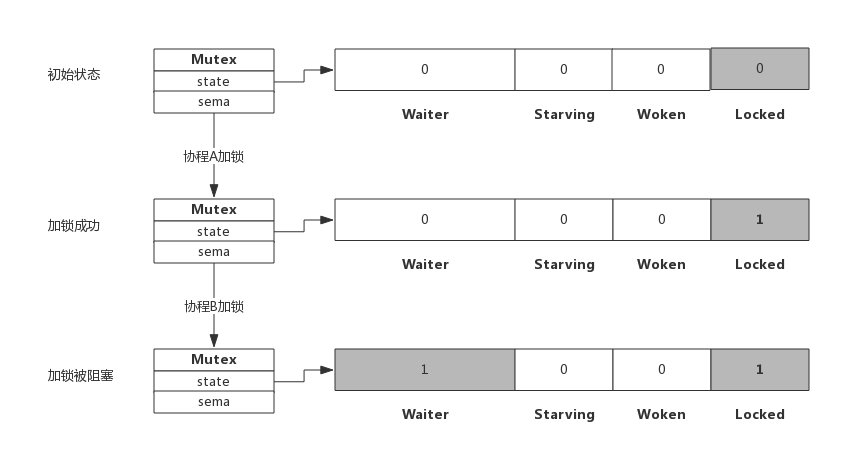 初始状态
Mutex
state
sema
0 0 0 0
Waiter Starving Woken Locked
协程A加锁
加锁成功
Mutex
state
sema
0 0 0 1
Waiter Starving Woken Locked
协程B加锁
加锁被阻塞
Mutex
state
sema
1 0 0 1
Waiter Starving Woken Locked